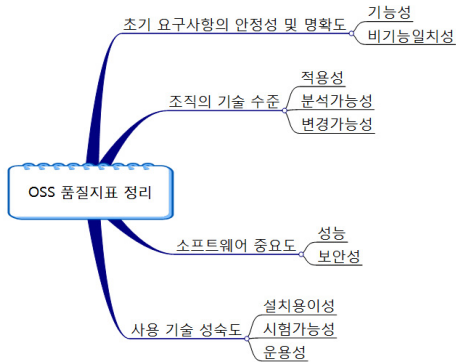 초기 요구사항의 안정성 및 명확도
기능성
비기능일치성
조직의 기술 수준
적용성
분석가능성
변경가능성
OSS 품질지표 정리
소프트웨어 중요도
성능
보안성
사용 기술 성숙도
설치용이성
시험가능성
운용성